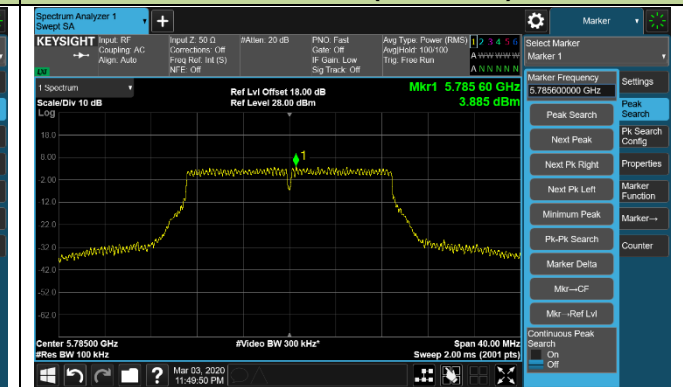 Spectrum Analyzer 1
Swept SA
Marker
KEYSIGHT
Input: RF
Coupling: AC
Align: Auto
Input Z: 50 Ω
Corrections: Off
Freq Ref: Int (S)
NFE: Off
#Atten: 20 dB
PNO: Fast
Gate: Off
IF Gain: Low
Sig Track: Off
Avg Type: Power (RMS)
Avg|Hold: 100/100
Trig: Free Run
1 2 3 4 5 6
A W W W W W
A N N N N N
LXI
1 Spectrum
Scale/Div 10 dB
Log
Ref Lvl Offset 18.00 dB
Ref Level 28.00 dBm
Mkr1 5.785 60 GHz
3.885 dBm
18.0
8.00
-2.00
-12.0
-22.0
-32.0
-42.0
-52.0
-62.0
1
Center 5.78500 GHz
#Res BW 100 kHz
#Video BW 300 kHz*
Span 40.00 MHz
Sweep 2.00 ms (2001 pts)
?
Mar 03, 2020
11:49:50 PM
Select Marker
Marker 1
Marker Frequency
5.785600000 GHz
Peak Search
Next Peak
Next Pk Right
Next Pk Left
Minimum Peak
Pk-Pk Search
Marker Delta
Mkr→CF
Mkr→Ref Lvl
Continuous Peak
Search
On
Off
Settings
Peak
Search
Pk Search
Config
Properties
Marker
Function
Marker→
Counter